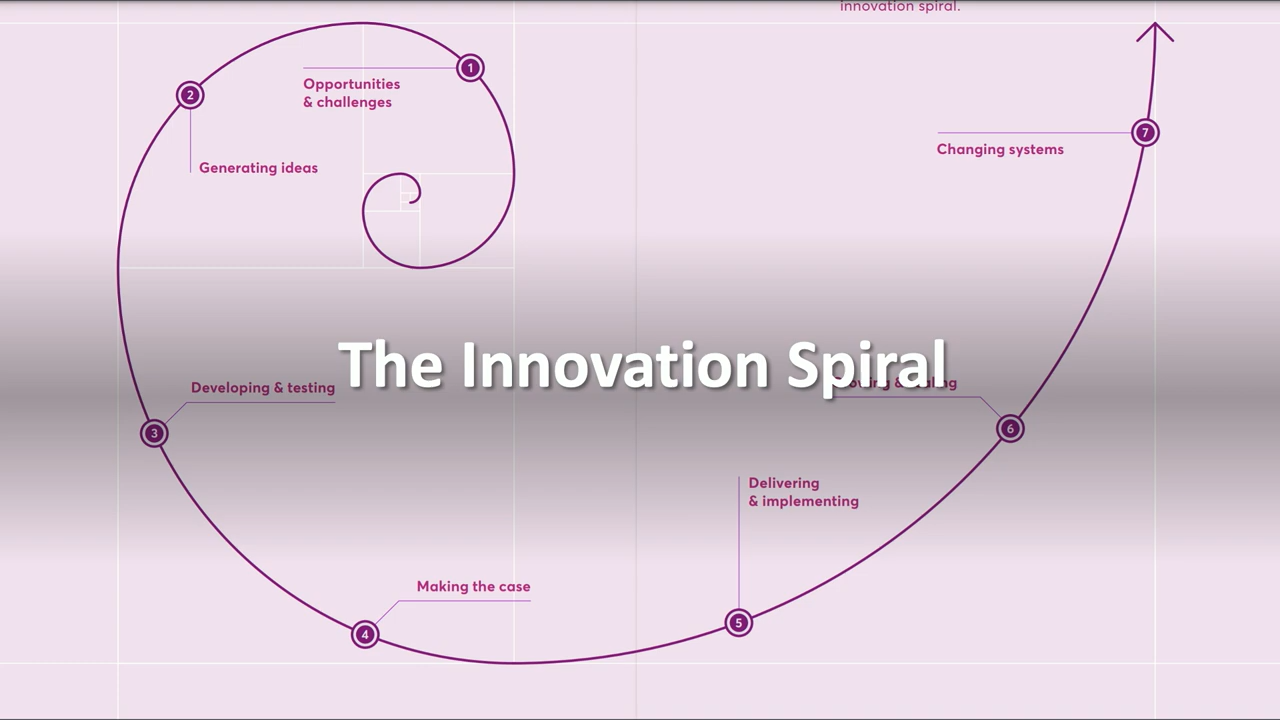 innovation spiral.
1
Opportunities
& challenges
2
Generating ideas
7
Changing systems
The Innovation Spiral
Developing & testing
3
6
Delivering
& implementing
Making the case
4
5